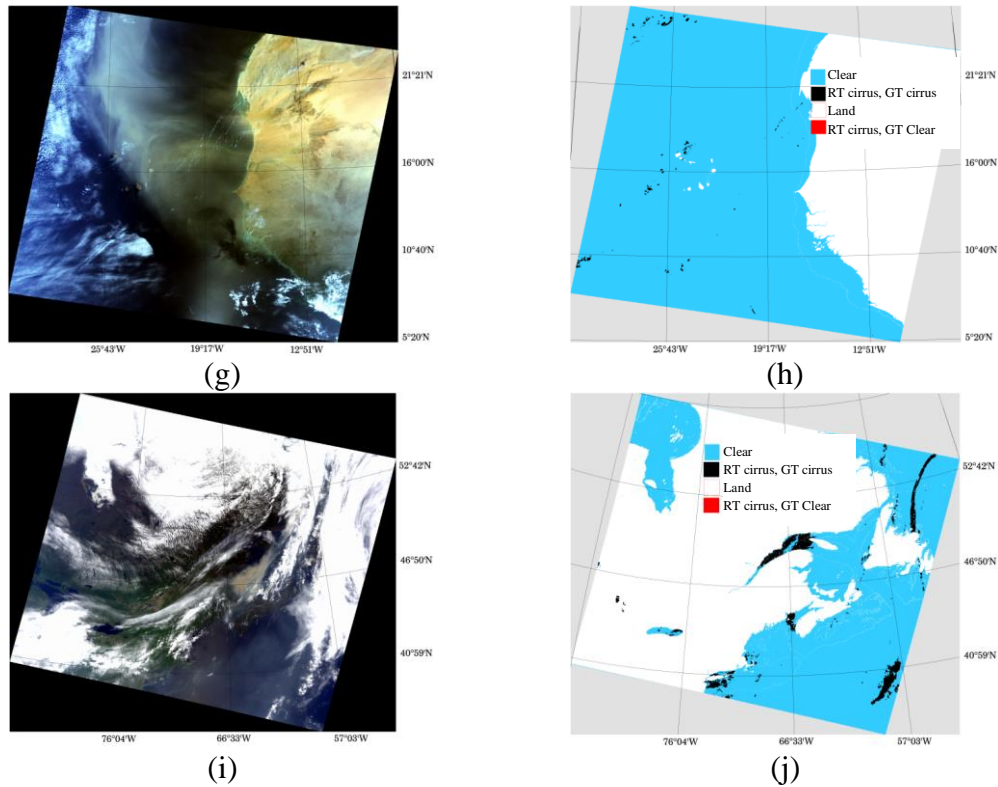 21°21'N
16°00'N
10°40'N
5°20'N
25°43'W 19°17'W 12°51'W
(g)
Clear
RT cirrus, GT cirrus
Land
RT cirrus, GT Clear
21°21'N
16°00'N
10°40'N
5°20'N
25°43'W 19°17'W 12°51'W
(h)
52°42'N
46°50'N
40°59'N
76°04'W 66°33'W 57°03'W
(i)
Clear
RT cirrus, GT cirrus
Land
RT cirrus, GT Clear
52°42'N
46°50'N
40°59'N
76°04'W 66°33'W 57°03'W
(j)